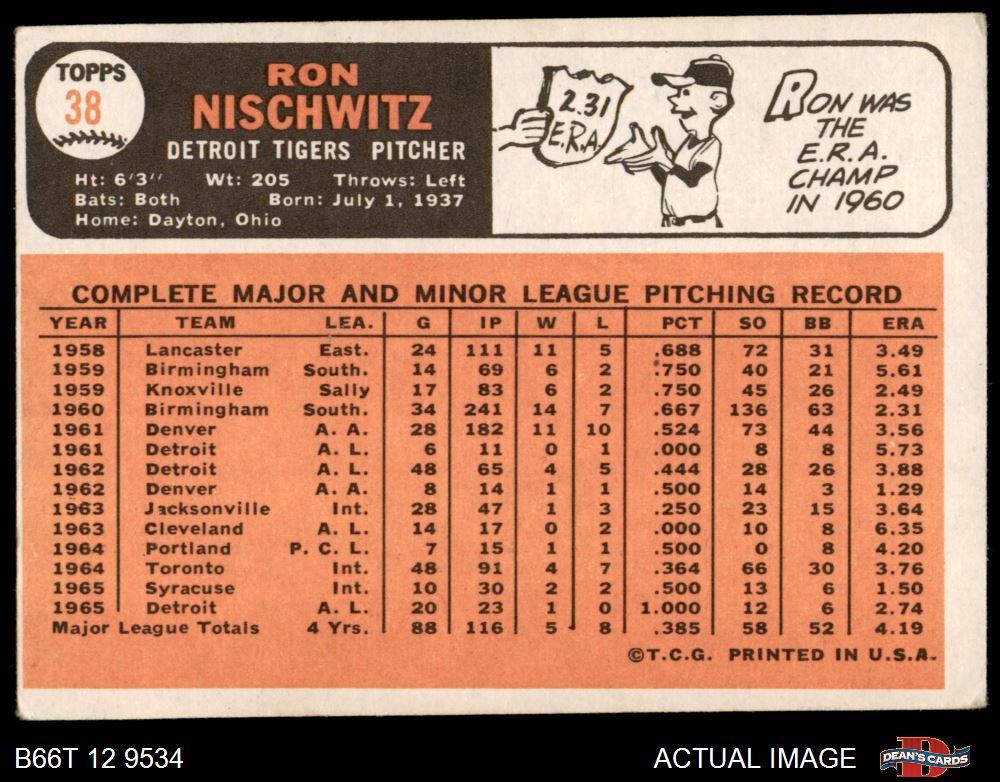 TOPPS
38
RON
NISCHWITZ
DETROIT TIGERS PITCHER
Ht: 6'3" Wt: 205 Throws: Left
Bats: Both Born: July 1, 1937
Home: Dayton, Ohio
2.31
E.R.A.
RON WAS
THE
E.R.A.
CHAMP
IN 1960
COMPLETE MAJOR AND MINOR LEAGUE PITCHING RECORD
YEAR TEAM LEA. G IP W L PCT SO BB ERA
1958 Lancaster East. 24 111 11 5 .688 72 31 3.49
1959 Birmingham South. 14 69 6 2 .750 40 21 5.61
1959 Knoxville Sally 17 83 6 2 .750 45 26 2.49
1960 Birmingham South. 34 241 14 7 .667 136 63 2.31
1961 Denver A. A. 28 182 11 10 .524 73 44 3.56
1961 Detroit A. L. 6 11 0 1 .000 8 8 5.73
1962 Detroit A. L. 48 65 4 5 .444 28 26 3.88
1962 Denver A. A. 8 14 1 1 .500 14 3 1.29
1963 Jacksonville Int. 28 47 1 3 .250 23 15 3.64
1963 Cleveland A. L. 14 17 0 2 .000 10 8 6.35
1964 Portland P. C. L. 7 15 1 1 .500 0 8 4.20
1964 Toronto Int. 48 91 4 7 .364 66 30 3.76
1965 Syracuse Int. 10 30 2 2 .500 13 6 1.50
1965 Detroit A. L. 20 23 1 0 1.000 12 6 2.74
Major League Totals 4 Yrs. 88 116 5 8 .385 58 52 4.19
©T.C.G. PRINTED IN U.S.A.
B66T 12 9534 ACTUAL IMAGE DEAN'S CARDS